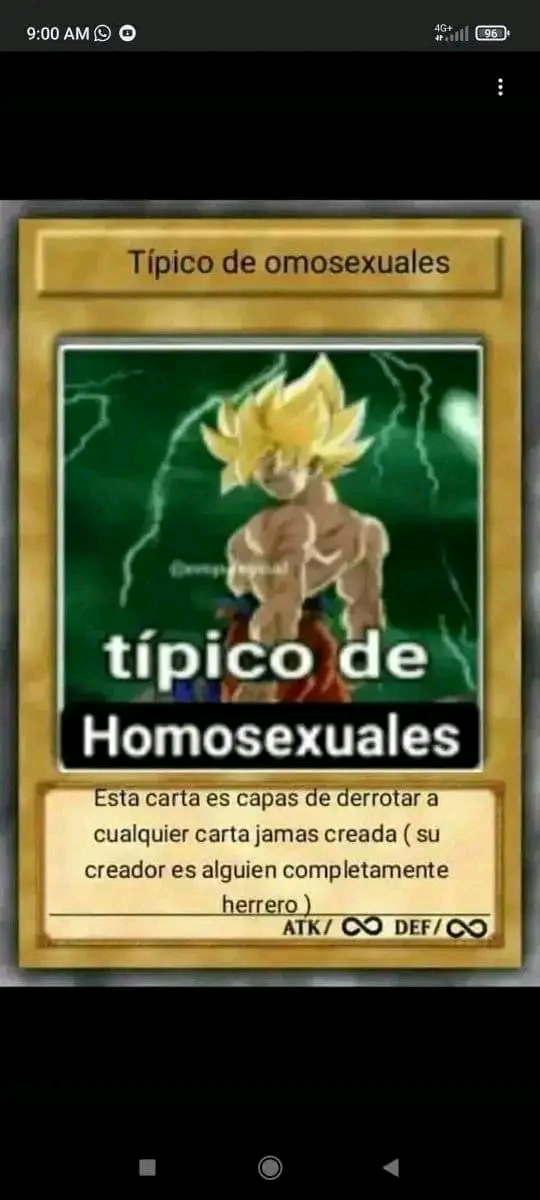 9:00 AM
4G+
96
Típico de omosexuales
típico de
Homosexuales
Esta carta es capas de derrotar a
cualquier carta jamas creada ( su
creador es alguien completamente
herrero )
ATK/ ∞ DEF/∞